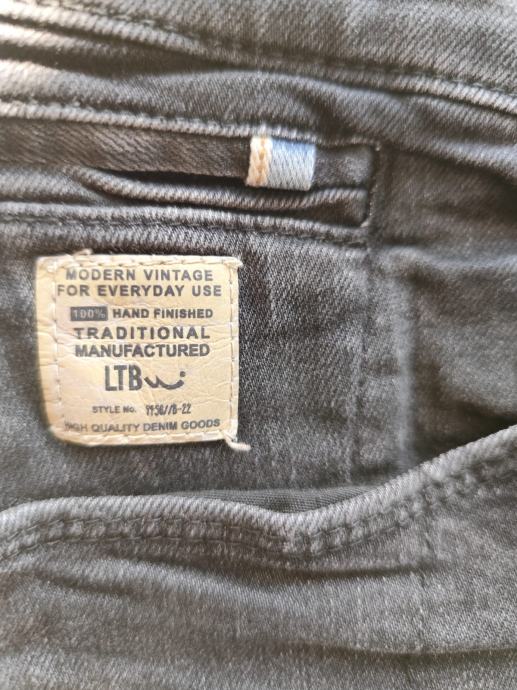 MODERN VINTAGE
FOR EVERYDAY USE
100% HAND FINISHED
TRADITIONAL
MANUFACTURED
LTB
STYLE No.
HIGH QUALITY DENIM GOODS